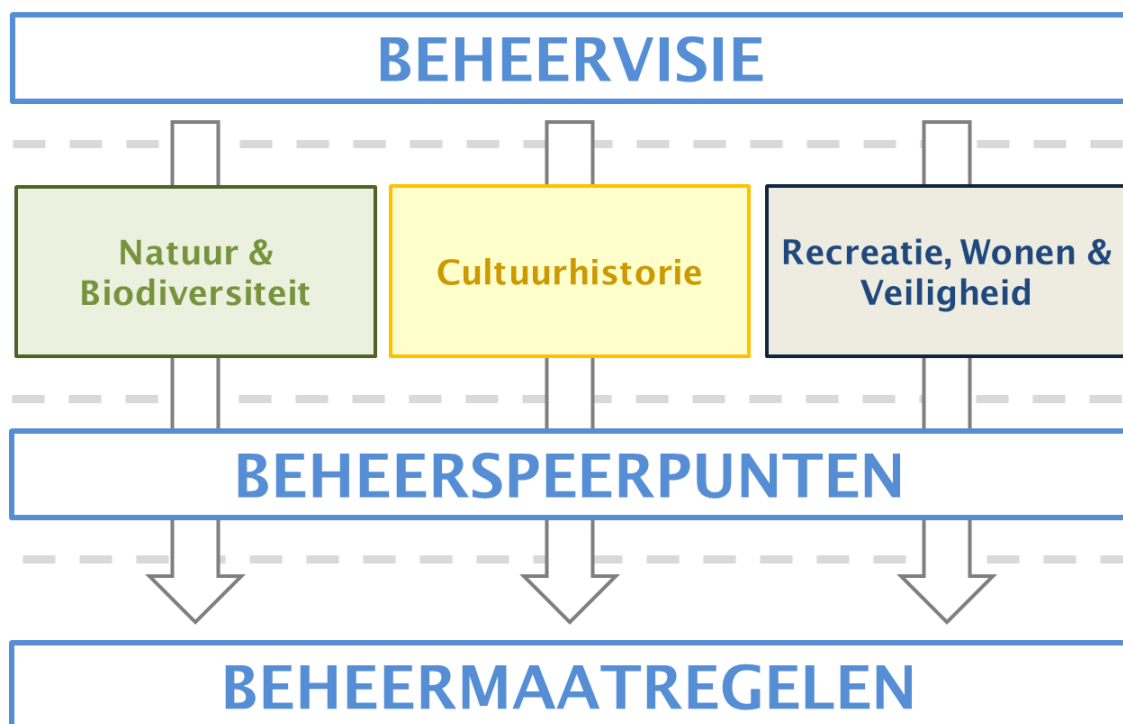 BEHEERVISIE
Natuur &
Biodiversiteit
Cultuurhistorie
Recreatie, Wonen &
Veiligheid
BEHEERSPEERPUNTEN
BEHEERMAATREGELEN